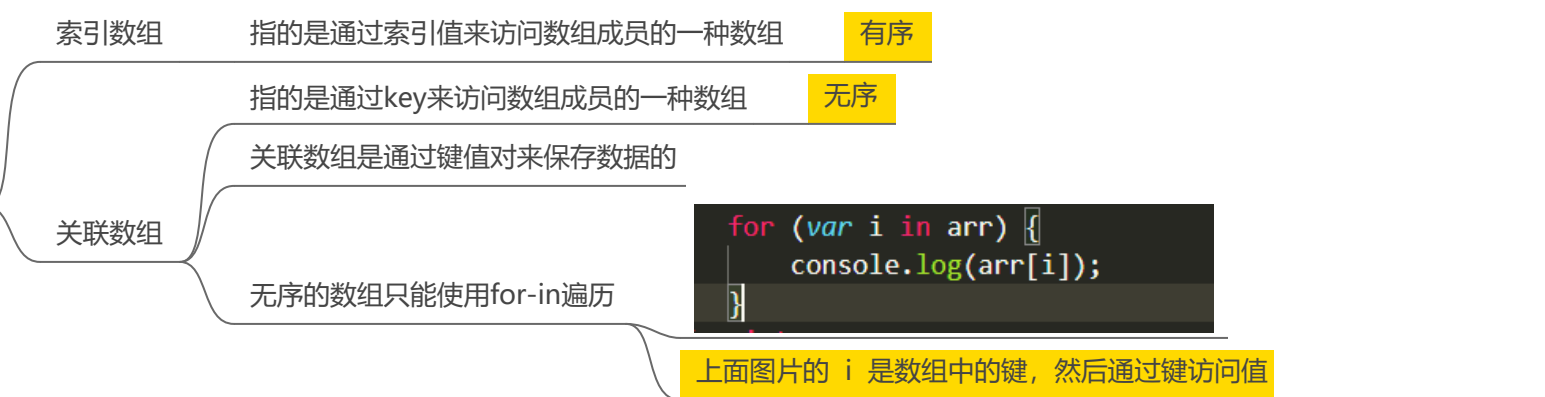 索引数组 指的是通过索引值来访问数组成员的一种数组 有序
指的是通过key来访问数组成员的一种数组 无序
关联数组是通过键值对来保存数据的
关联数组
无序的数组只能使用for-in遍历
for (var i in arr) {
console.log(arr[i]);
}
上面图片的 i 是数组中的键，然后通过键访问值